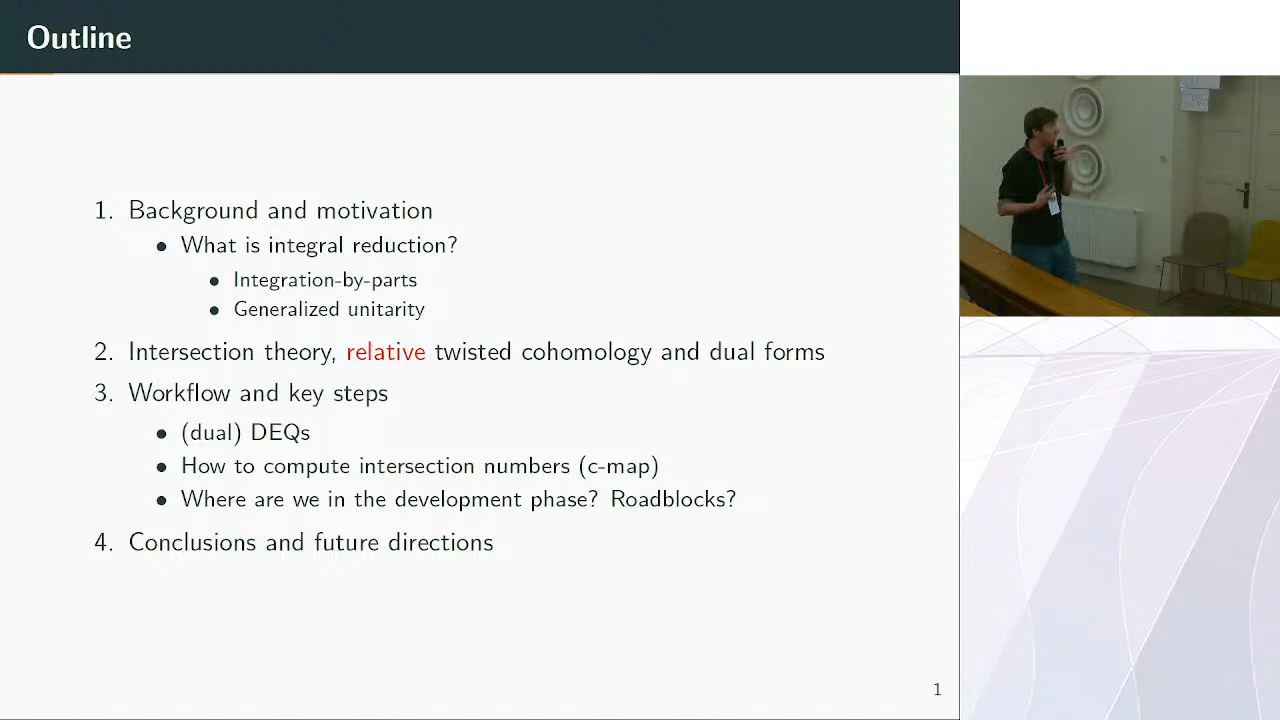 Outline
1. Background and motivation
• What is integral reduction?
• Integration-by-parts
• Generalized unitarity
2. Intersection theory, relative twisted cohomology and dual forms
3. Workflow and key steps
• (dual) DEQs
• How to compute intersection numbers (c-map)
• Where are we in the development phase? Roadblocks?
4. Conclusions and future directions
1